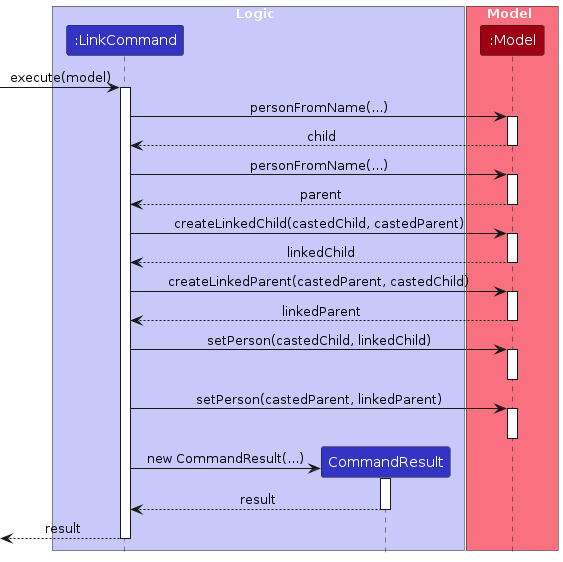 Logic
Model
:LinkCommand
:Model
execute(model)
personFromName(...)
child
personFromName(...)
parent
createLinkedChild(castedChild, castedParent)
linkedChild
createLinkedParent(castedParent, castedChild)
linkedParent
setPerson(castedChild, linkedChild)
setPerson(castedParent, linkedParent)
new CommandResult(...)
CommandResult
result
result